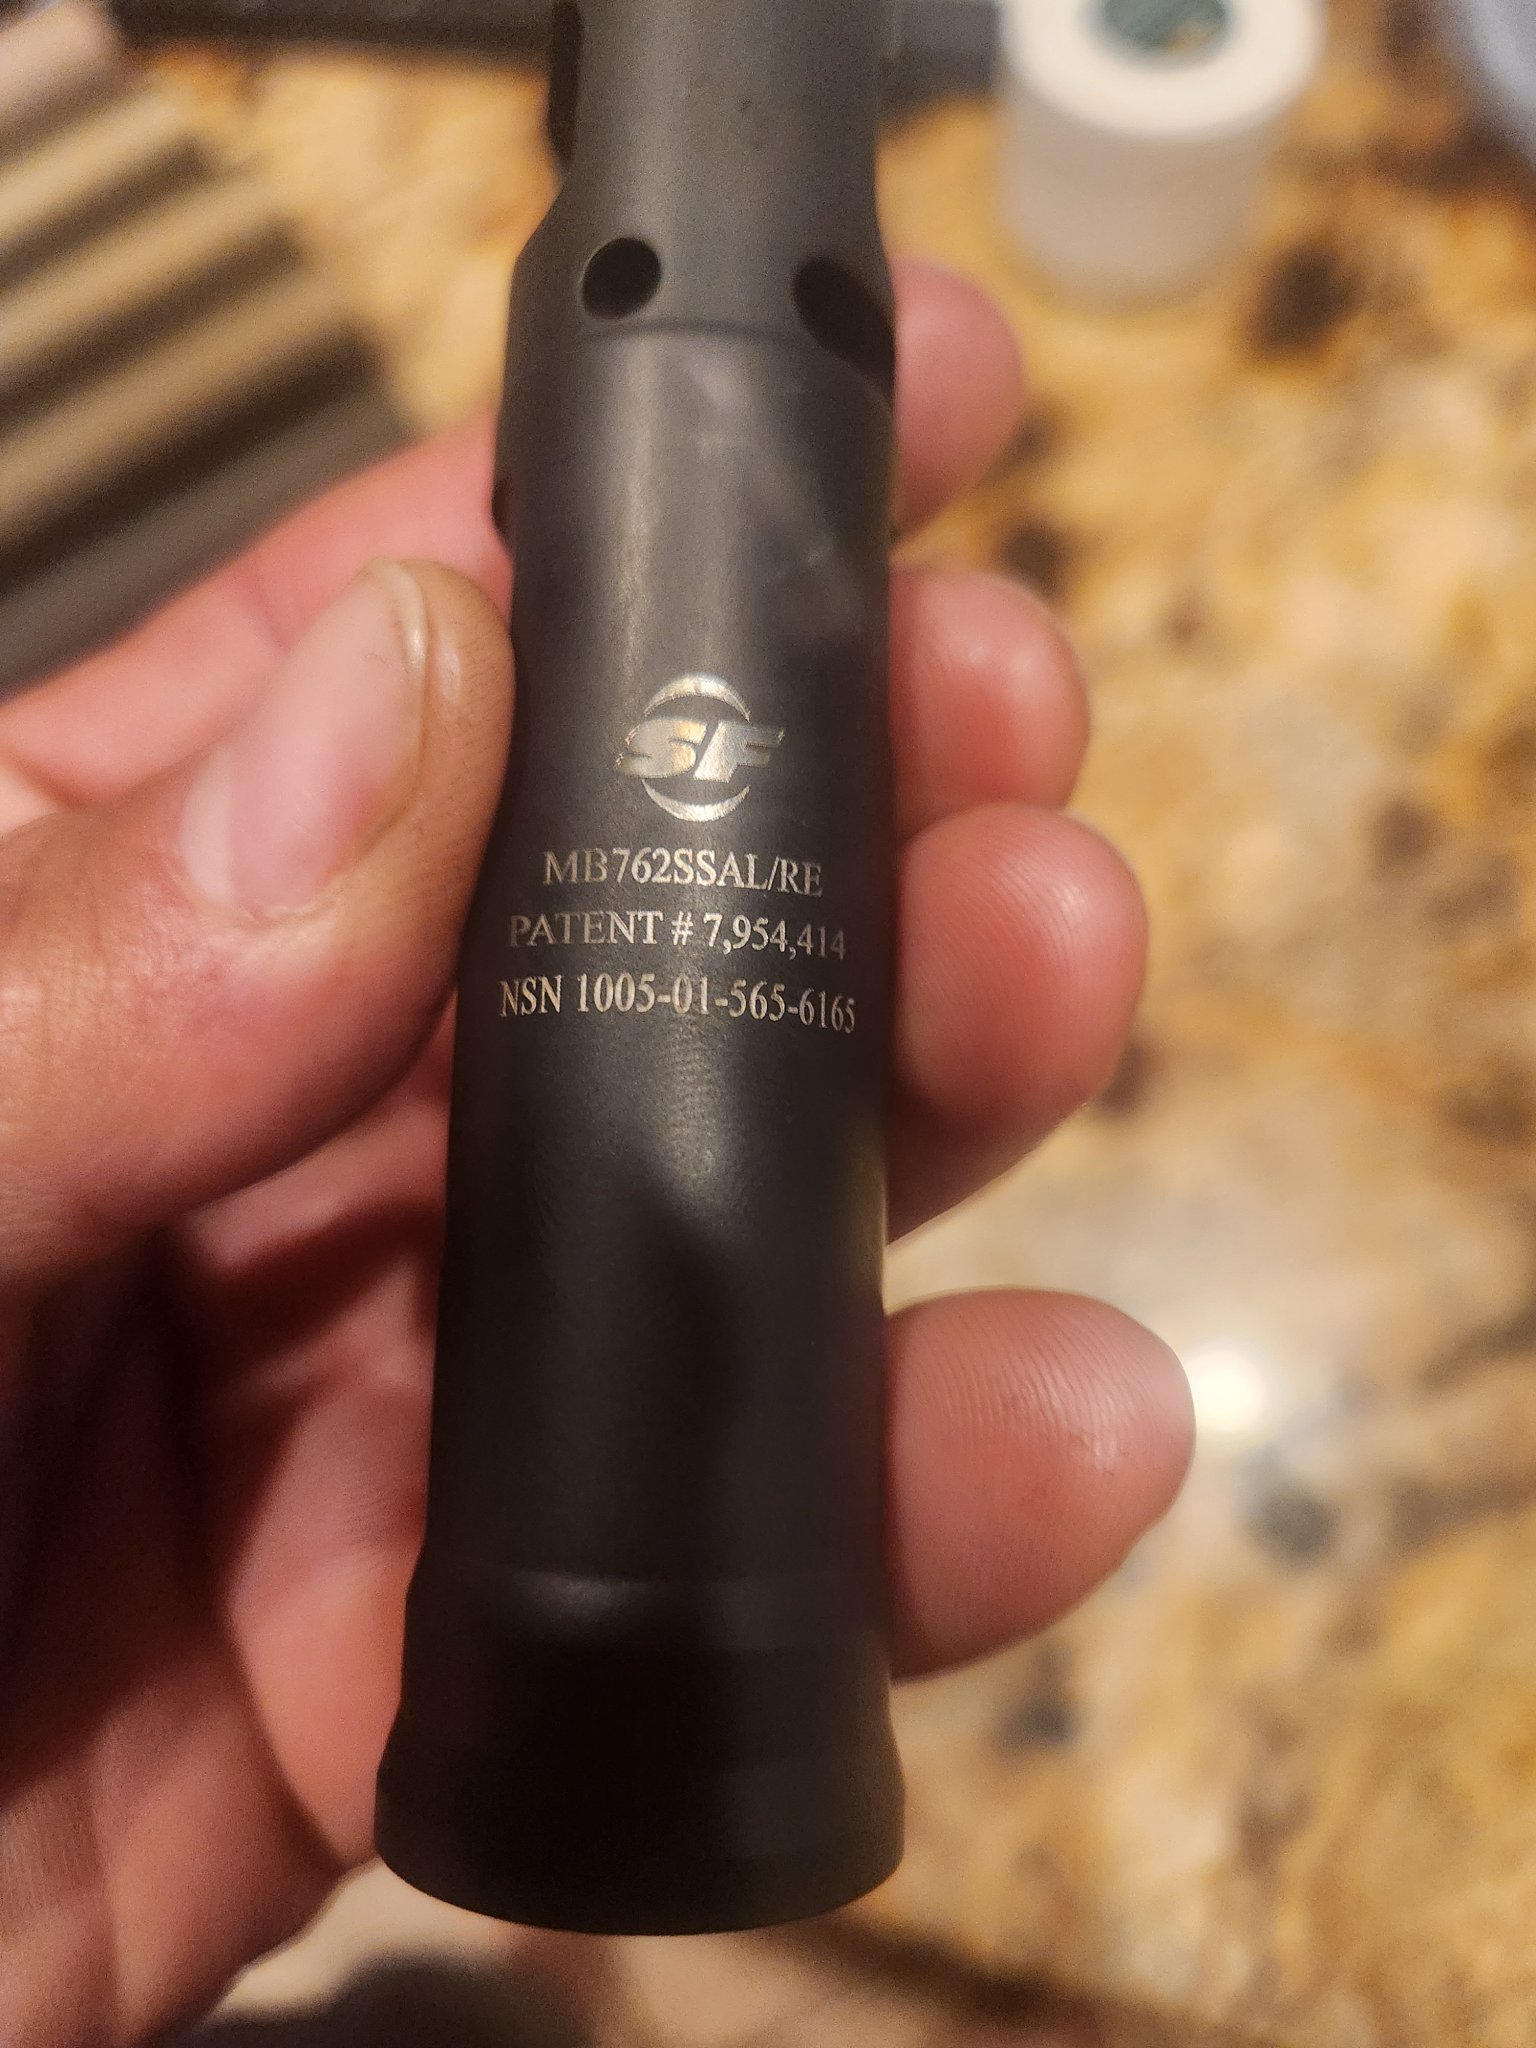 SF
MB762SSAL/RE
PATENT # 7,954,414
NSN 1005-01-565-6165